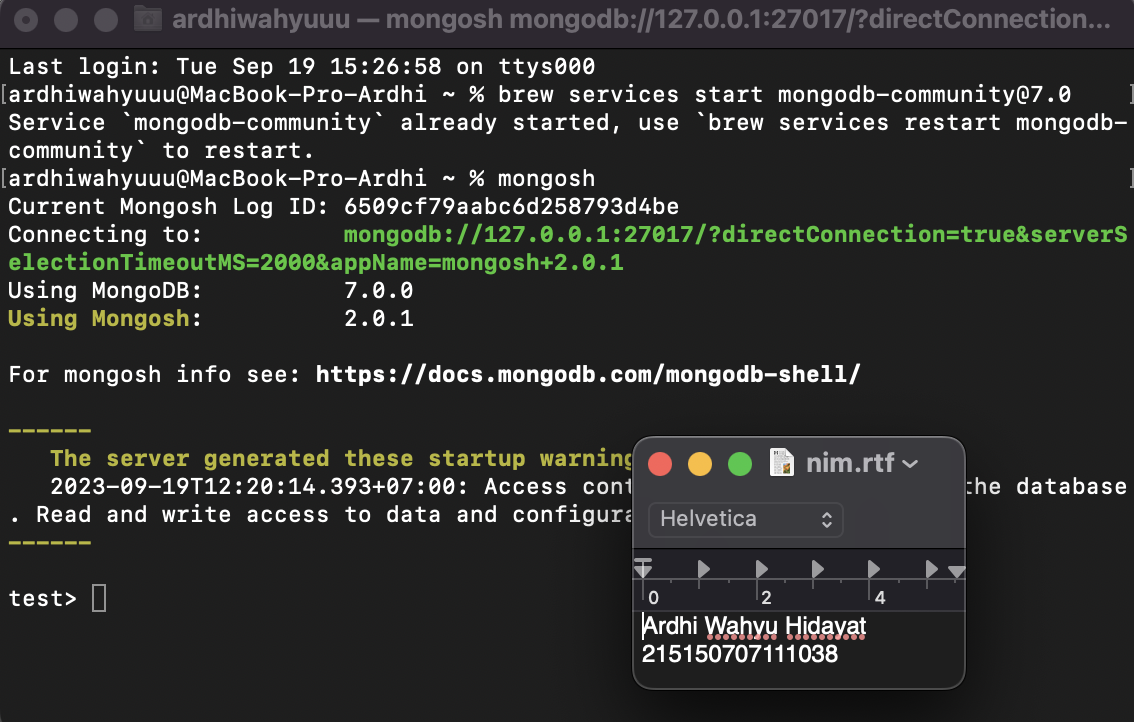 ardhiwahyuuu — mongosh mongodb://127.0.0.1:27017/?directConnection...
Last login: Tue Sep 19 15:26:58 on ttys000
[ardhiwahyuuu@MacBook-Pro-Ardhi ~ % brew services start mongodb-community@7.0 ]
Service `mongodb-community` already started, use `brew services restart mongodb-
community` to restart.
[ardhiwahyuuu@MacBook-Pro-Ardhi ~ % mongosh ]
Current Mongosh Log ID: 6509cf79aabc6d258793d4be
Connecting to: mongodb://127.0.0.1:27017/?directConnection=true&serverS
electionTimeoutMS=2000&appName=mongosh+2.0.1
Using MongoDB: 7.0.0
Using Mongosh: 2.0.1
For mongosh info see: https://docs.mongodb.com/mongodb-shell/
------
The server generated these startup warning
2023-09-19T12:20:14.393+07:00: Access cont the database
. Read and write access to data and configura
------
test>
nim.rtf
Helvetica
0 2 4
Ardhi Wahyu Hidayat
215150707111038